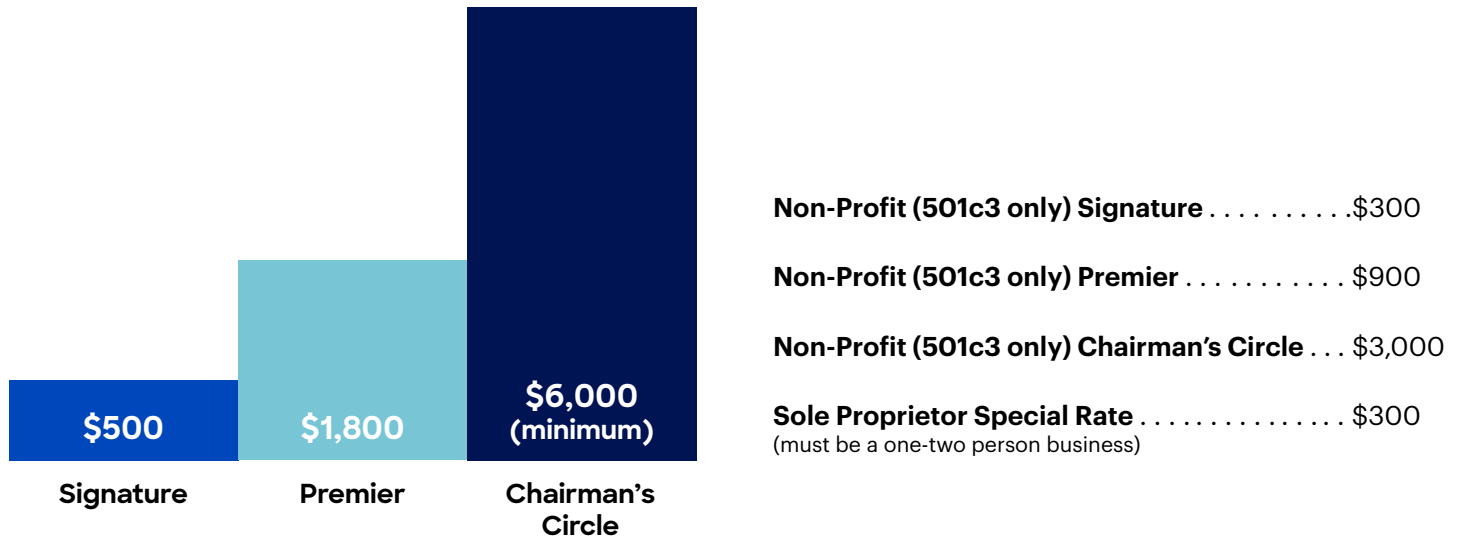 $500
$1,800
$6,000
(minimum)
Signature
Premier
Chairman’s
Circle
Non-Profit (501c3 only) Signature . . . . . . . . . .$300
Non-Profit (501c3 only) Premier . . . . . . . . . . . $900
Non-Profit (501c3 only) Chairman’s Circle . . . $3,000
Sole Proprietor Special Rate . . . . . . . . . . . . . . . $300
(must be a one-two person business)